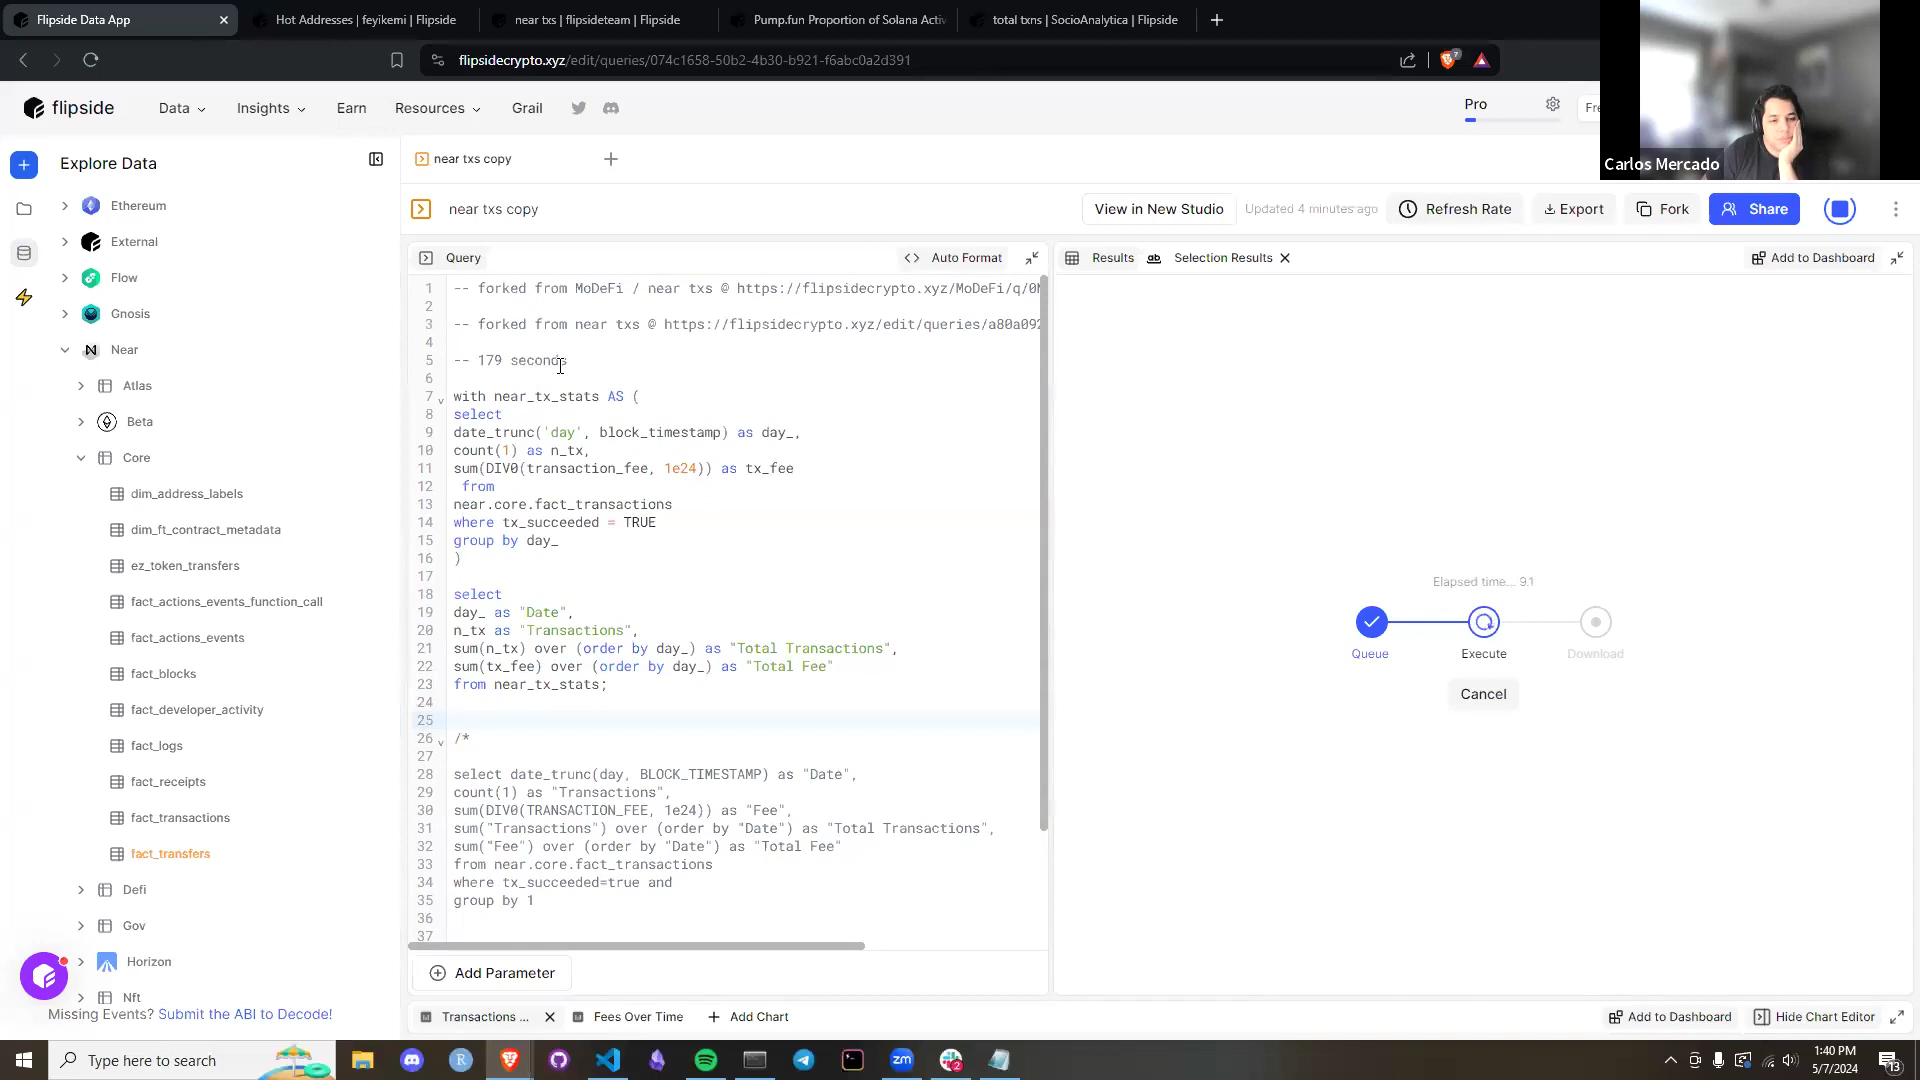 Flipside Data App
Hot Addresses | feyikemi | Flipside
near txs | flipsideteam | Flipside
Pump.fun Proportion of Solana Activ
total txns | SocioAnalytica | Flipside
flipsidecrypto.xyz/edit/queries/074c1658-50b2-4b30-b921-f6abc0a2d391
7
flipside
Data
Insights
Earn
Resources
Grail
Pro
Fre
Carlos Mercado
Explore Data
near txs copy
near txs copy
View in New Studio
Updated 4 minutes ago
Refresh Rate
Export
Fork
Share
Ethereum
External
Flow
Gnosis
Near
Atlas
Beta
Core
dim_address_labels
dim_ft_contract_metadata
ez_token_transfers
fact_actions_events_function_call
fact_actions_events
fact_blocks
fact_developer_activity
fact_logs
fact_receipts
fact_transactions
fact_transfers
Defi
Gov
Horizon
Nft
Missing Events? Submit the ABI to Decode!
Query
Auto Format
1 -- forked from MoDeFi / near txs @ https://flipsidecrypto.xyz/MoDeFi/q/0
2
3 -- forked from near txs @ https://flipsidecrypto.xyz/edit/queries/a80a092
4
5 -- 179 seconds
6
7 with near_tx_stats AS (
8 select
9 date_trunc('day', block_timestamp) as day_,
10 count(1) as n_tx,
11 sum(DIV0(transaction_fee, 1e24)) as tx_fee
12 from
13 near.core.fact_transactions
14 where tx_succeeded = TRUE
15 group by day_
16 )
17
18 select
19 day_ as "Date",
20 n_tx as "Transactions",
21 sum(n_tx) over (order by day_) as "Total Transactions",
22 sum(tx_fee) over (order by day_) as "Total Fee"
23 from near_tx_stats;
24
25
26 /*
27
28 select date_trunc(day, BLOCK_TIMESTAMP) as "Date",
29 count(1) as "Transactions",
30 sum(DIV0(TRANSACTION_FEE, 1e24)) as "Fee",
31 sum("Transactions") over (order by "Date") as "Total Transactions",
32 sum("Fee") over (order by "Date") as "Total Fee"
33 from near.core.fact_transactions
34 where tx_succeeded=true and
35 group by 1
36
37
Add Parameter
Results
ab
Selection Results
Add to Dashboard
Elapsed time... 9.1
Queue
Execute
Download
Cancel
Transactions ...
Fees Over Time
Add Chart
Add to Dashboard
Hide Chart Editor
Type here to search
R
zm
2
1:40 PM
5/7/2024
13